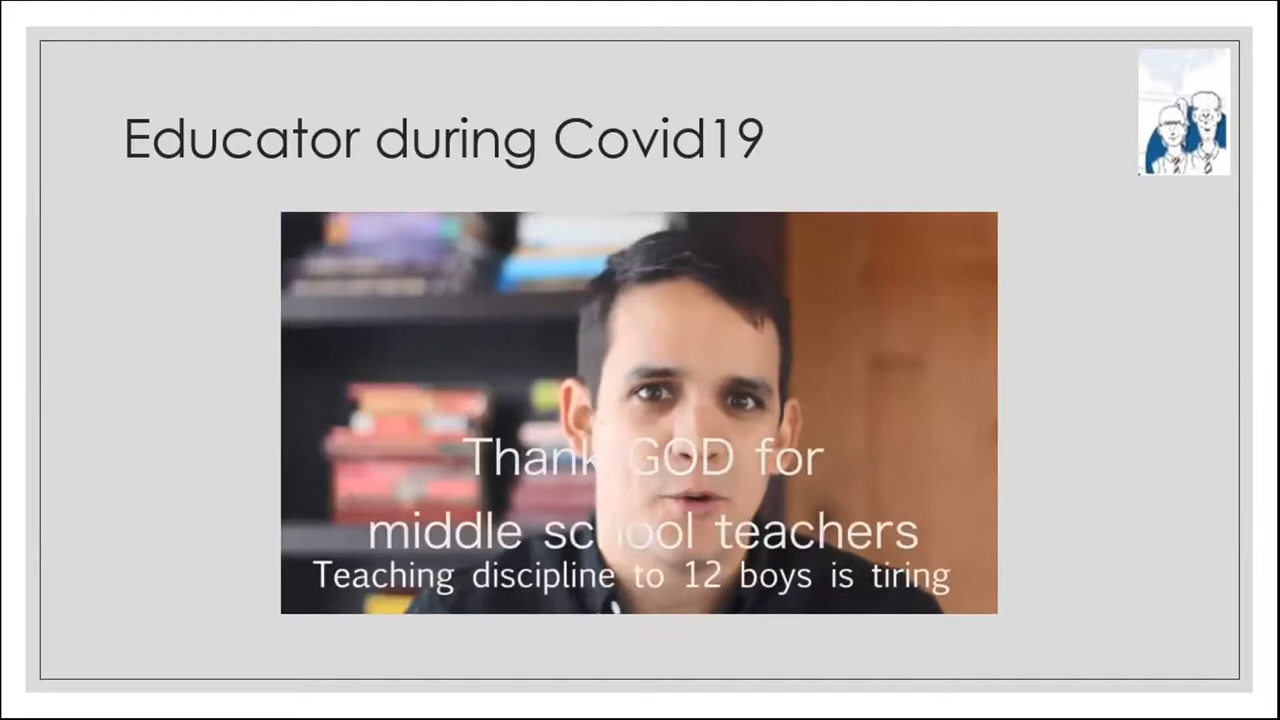 Educator during Covid19
Thank GOD for
middle school teachers
Teaching discipline to 12 boys is tiring